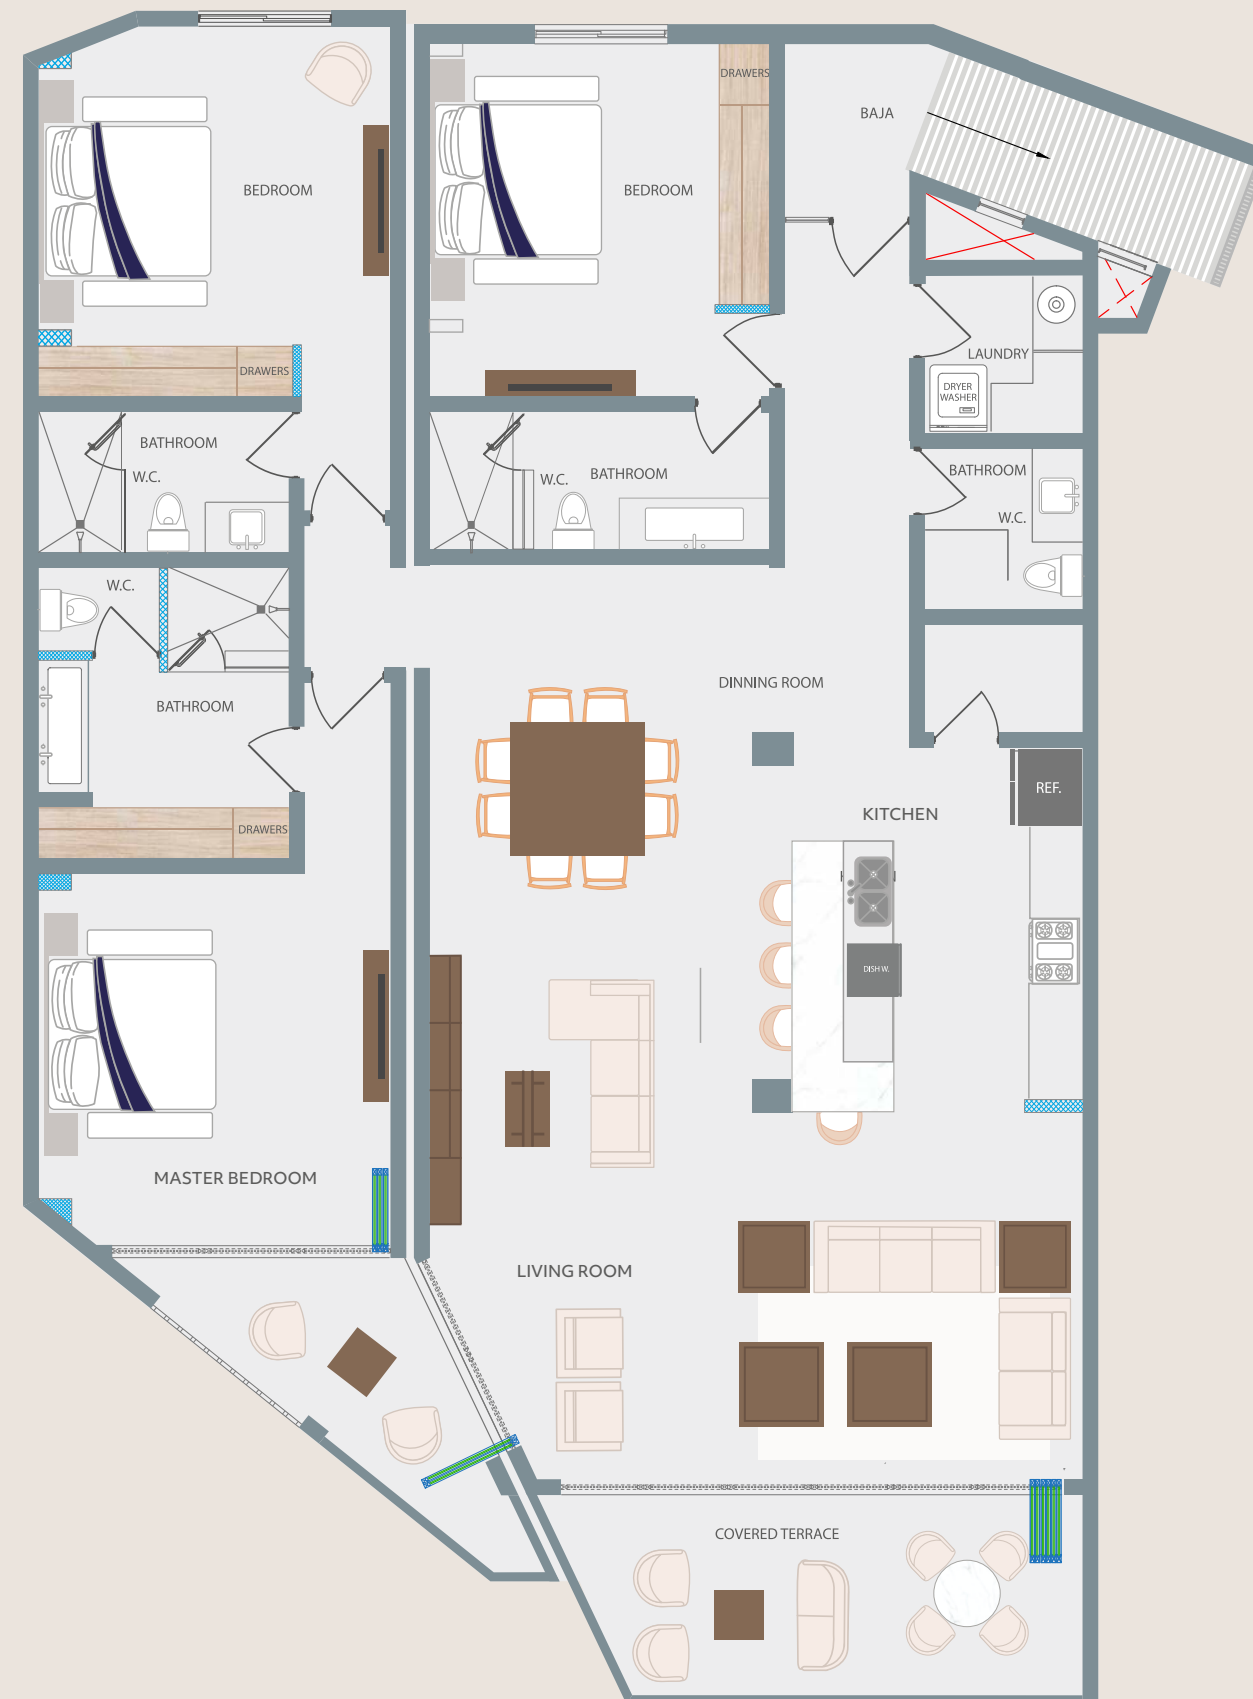 DRAWERS
BAJA
BEDROOM
BEDROOM
LAUNDRY
DRAWERS
DRYER
WASHER
BATHROOM
W.C.
BATHROOM
W.C.
BATHROOM
W.C.
W.C.
BATHROOM
DINNING ROOM
REF.
KITCHEN
DRAWERS
DISH W.
MASTER BEDROOM
LIVING ROOM
COVERED TERRACE